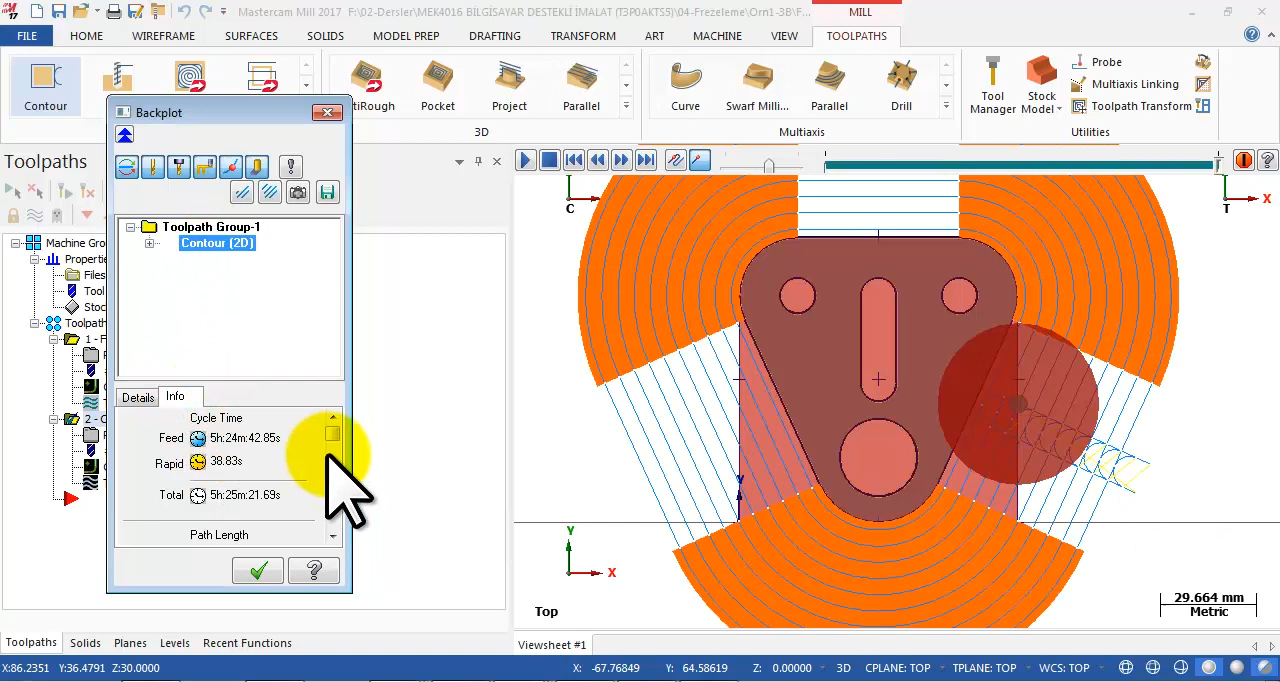 Mastercam Mill 2017 F:\02-Dersler\MEK4016 BİLGİSAYAR DESTEKLİ İMALAT (T3P0AKTS5)\04-Frezeleme\Orn1-3B\F...
MILL
17
FILE HOME WIREFRAME SURFACES SOLIDS MODEL PREP DRAFTING TRANSFORM ART MACHINE VIEW TOOLPATHS
Contour
tiRough Pocket Project Parallel
3D
Curve Swarf Milli... Parallel Drill
Multiaxis
Tool Manager
Stock Model
Probe
Multiaxis Linking
Toolpath Transform
Utilities
Backplot
Toolpaths
Toolpath Group-1
Contour (2D)
Machine Gro
Properti
Files
Tool
Stoc
Toolpath
1 - F
2 - C
Details Info
Cycle Time
Feed 5h:24m:42.85s
Rapid 38.83s
Total 5h:25m:21.69s
Path Length
C
T
X
Y
Y
X
Top
29.664 mm
Metric
Toolpaths Solids Planes Levels Recent Functions
Viewsheet #1
X:86.2351 Y:36.4791 Z:30.0000
X: -67.76849 Y: 64.58619 Z: 0.00000 3D CPLANE: TOP TPLANE: TOP WCS: TOP